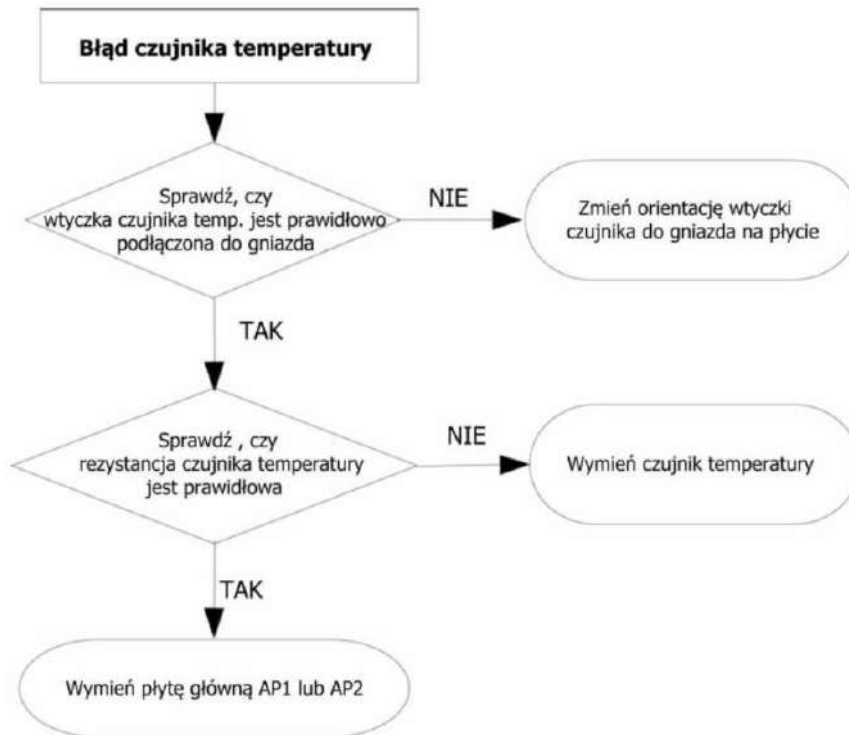 Błąd czujnika temperatury
Sprawdź, czy
wtyczka czujnika temp. jest prawidłowo
podłączona do gniazda
NIE
Zmień orientację wtyczki
czujnika do gniazda na płycie
TAK
Sprawdź , czy
rezystancja czujnika temperatury
jest prawidłowa
NIE
Wymień czujnik temperatury
TAK
Wymień płytę główną AP1 lub AP2